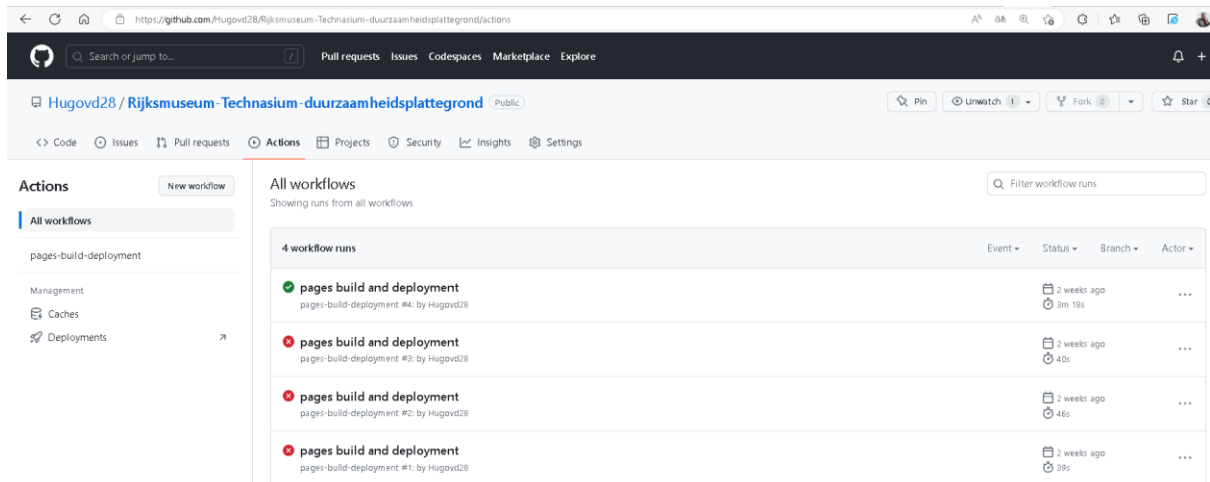 https://github.com/Hugovd28/Rijksmuseum-Technasium-duurzaamheidsplattegrond/actions
Search or jump to... / Pull requests Issues Codespaces Marketplace Explore
Hugovd28 / Rijksmuseum-Technasium-duurzaamheidsplattegrond Public Pin Unwatch 1 Fork 0 Star
Code Issues Pull requests Actions Projects Security Insights Settings
Actions New workflow
All workflows
pages-build-deployment
Management
Caches
Deployments
All workflows
Showing runs from all workflows
Filter workflow runs
4 workflow runs Event Status Branch Actor
pages build and deployment
pages-build-deployment #4: by Hugovd28
2 weeks ago
3m 18s
pages build and deployment
pages-build-deployment #3: by Hugovd28
2 weeks ago
40s
pages build and deployment
pages-build-deployment #2: by Hugovd28
2 weeks ago
46s
pages build and deployment
pages-build-deployment #1: by Hugovd28
2 weeks ago
39s